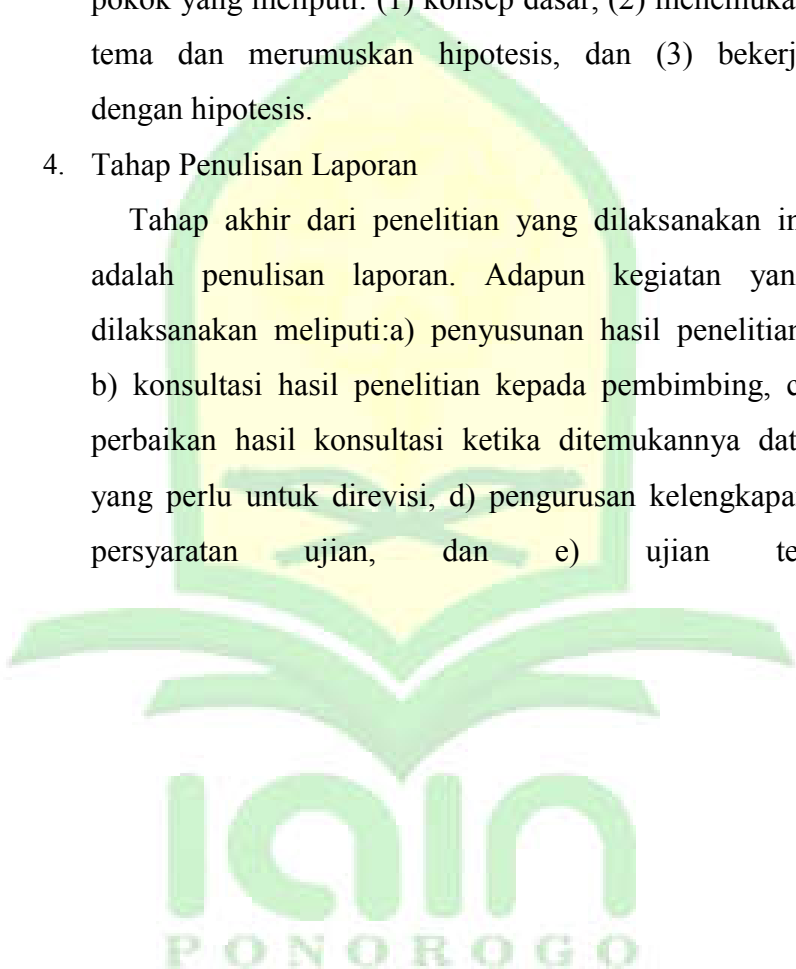 pokok yang meliputi: (1) konsep dasar, (2) menemuka
tema dan merumuskan hipotesis, dan (3) bekerj
dengan hipotesis.
4. Tahap Penulisan Laporan
Tahap akhir dari penelitian yang dilaksanakan in
adalah penulisan laporan. Adapun kegiatan yan
dilaksanakan meliputi:a) penyusunan hasil penelitian
b) konsultasi hasil penelitian kepada pembimbing, c
perbaikan hasil konsultasi ketika ditemukannya dat
yang perlu untuk direvisi, d) pengurusan kelengkapan
persyaratan ujian, dan e) ujian te
iain
PONOROGO